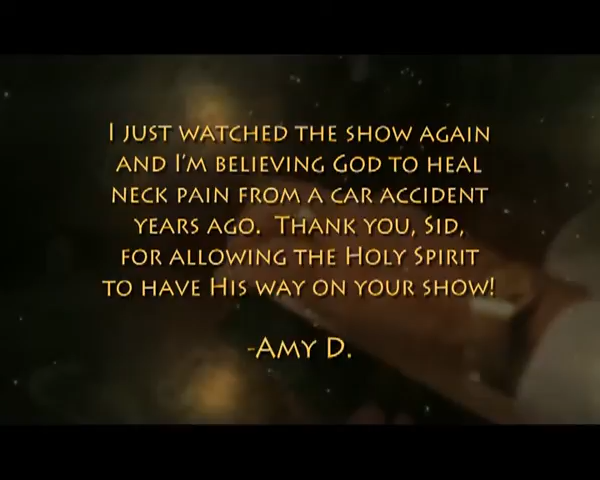 I just watched the show again
and I'm believing God to heal
neck pain from a car accident
years ago. Thank you, Sid,
for allowing the Holy Spirit
to have His way on your show!
-Amy D.